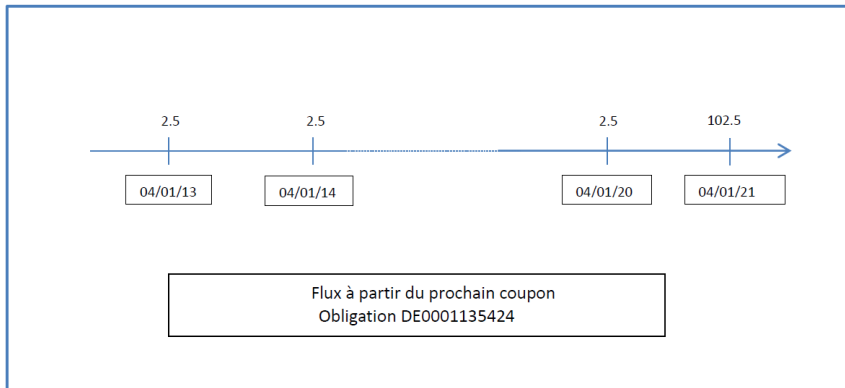 2.5 2.5 2.5 102.5
04/01/13 04/01/14 04/01/20 04/01/21
Flux à partir du prochain coupon
Obligation DE0001135424